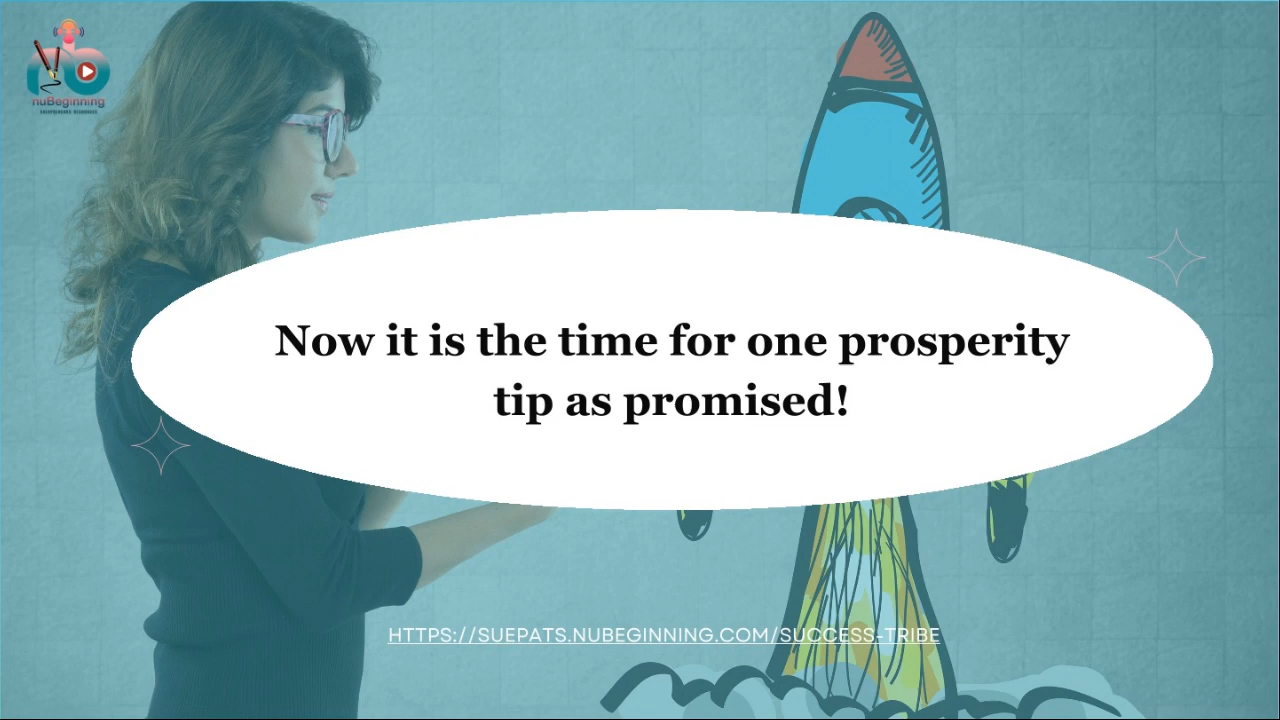 nuBeginning
Now it is the time for one prosperity
tip as promised!
HTTPS://SUEPATS.NUBEGINNING.COM/SUCCESS-TRIBE